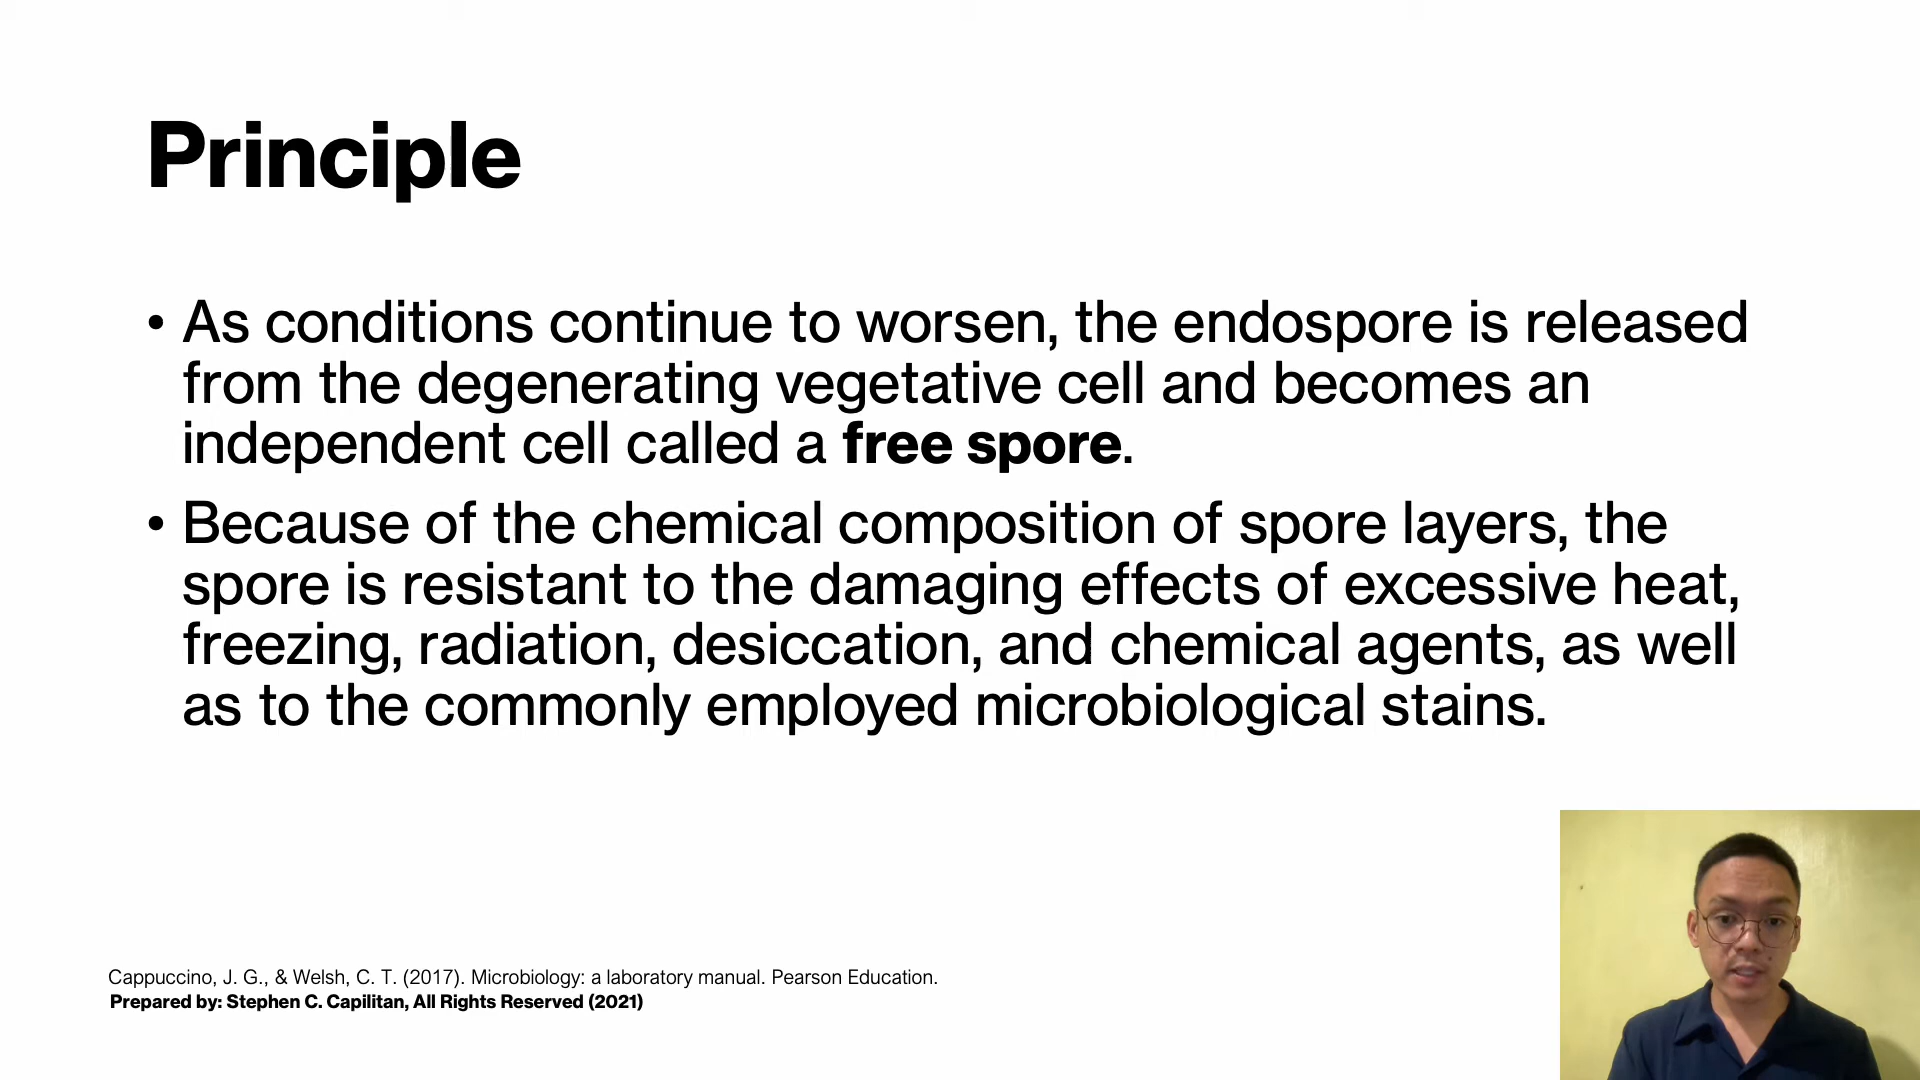 Principle
• As conditions continue to worsen, the endospore is released
from the degenerating vegetative cell and becomes an
independent cell called a free spore.
• Because of the chemical composition of spore layers, the
spore is resistant to the damaging effects of excessive heat,
freezing, radiation, desiccation, and chemical agents, as well
as to the commonly employed microbiological stains.
Cappuccino, J. G., & Welsh, C. T. (2017). Microbiology: a laboratory manual. Pearson Education.
Prepared by: Stephen C. Capilitan, All Rights Reserved (2021)